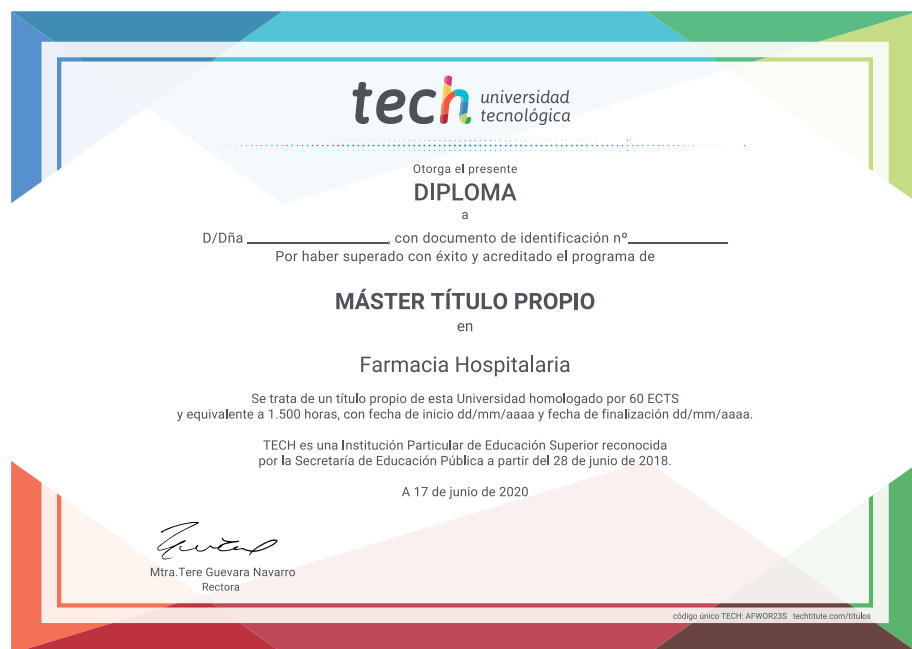 tech universidad
tecnológica
Otorga el presente
DIPLOMA
a
D/Dña ____________________, con documento de identificación nº______________
Por haber superado con éxito y acreditado el programa de
MÁSTER TÍTULO PROPIO
en
Farmacia Hospitalaria
Se trata de un título propio de esta Universidad homologado por 60 ECTS
y equivalente a 1.500 horas, con fecha de inicio dd/mm/aaaa y fecha de finalización dd/mm/aaaa.
TECH es una Institución Particular de Educación Superior reconocida
por la Secretaría de Educación Pública a partir del 28 de junio de 2018.
A 17 de junio de 2020
Mtra.Tere Guevara Navarro
Rectora
código único TECH: AFWOR23S techtitute.com/titulos